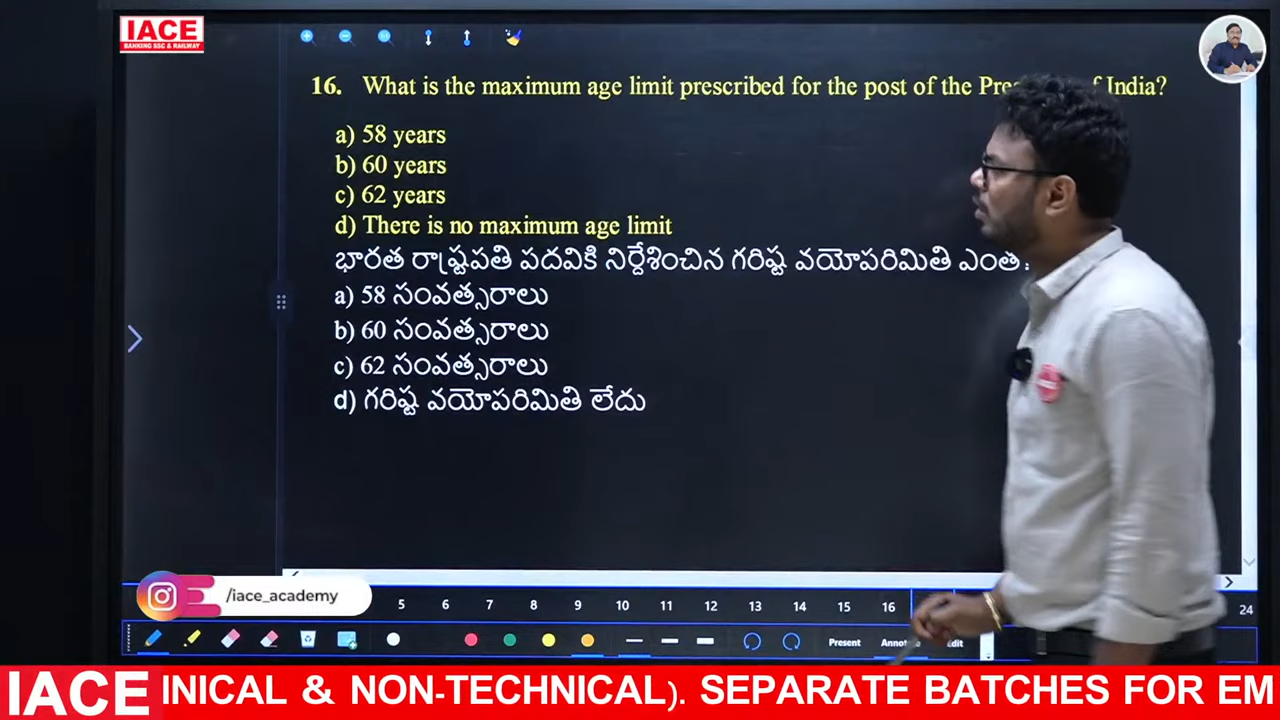 IACE
BANKING SSC & RAILWAY
16. What is the maximum age limit prescribed for the post of the Pre f India?
a) 58 years
b) 60 years
c) 62 years
d) There is no maximum age limit
భారత రాష్ట్రపతి పదవికి నిర్దేశించిన గరిష్ట వయోపరిమితి ఎంత
a) 58 సంవత్సరాలు
b) 60 సంవత్సరాలు
c) 62 సంవత్సరాలు
d) గరిష్ట వయోపరిమితి లేదు
/iace_academy
5 6 7 8 9 10 11 12 13 14 15 16 24
Present Annot dit
IACE INICAL & NON-TECHNICAL). SEPARATE BATCHES FOR EM